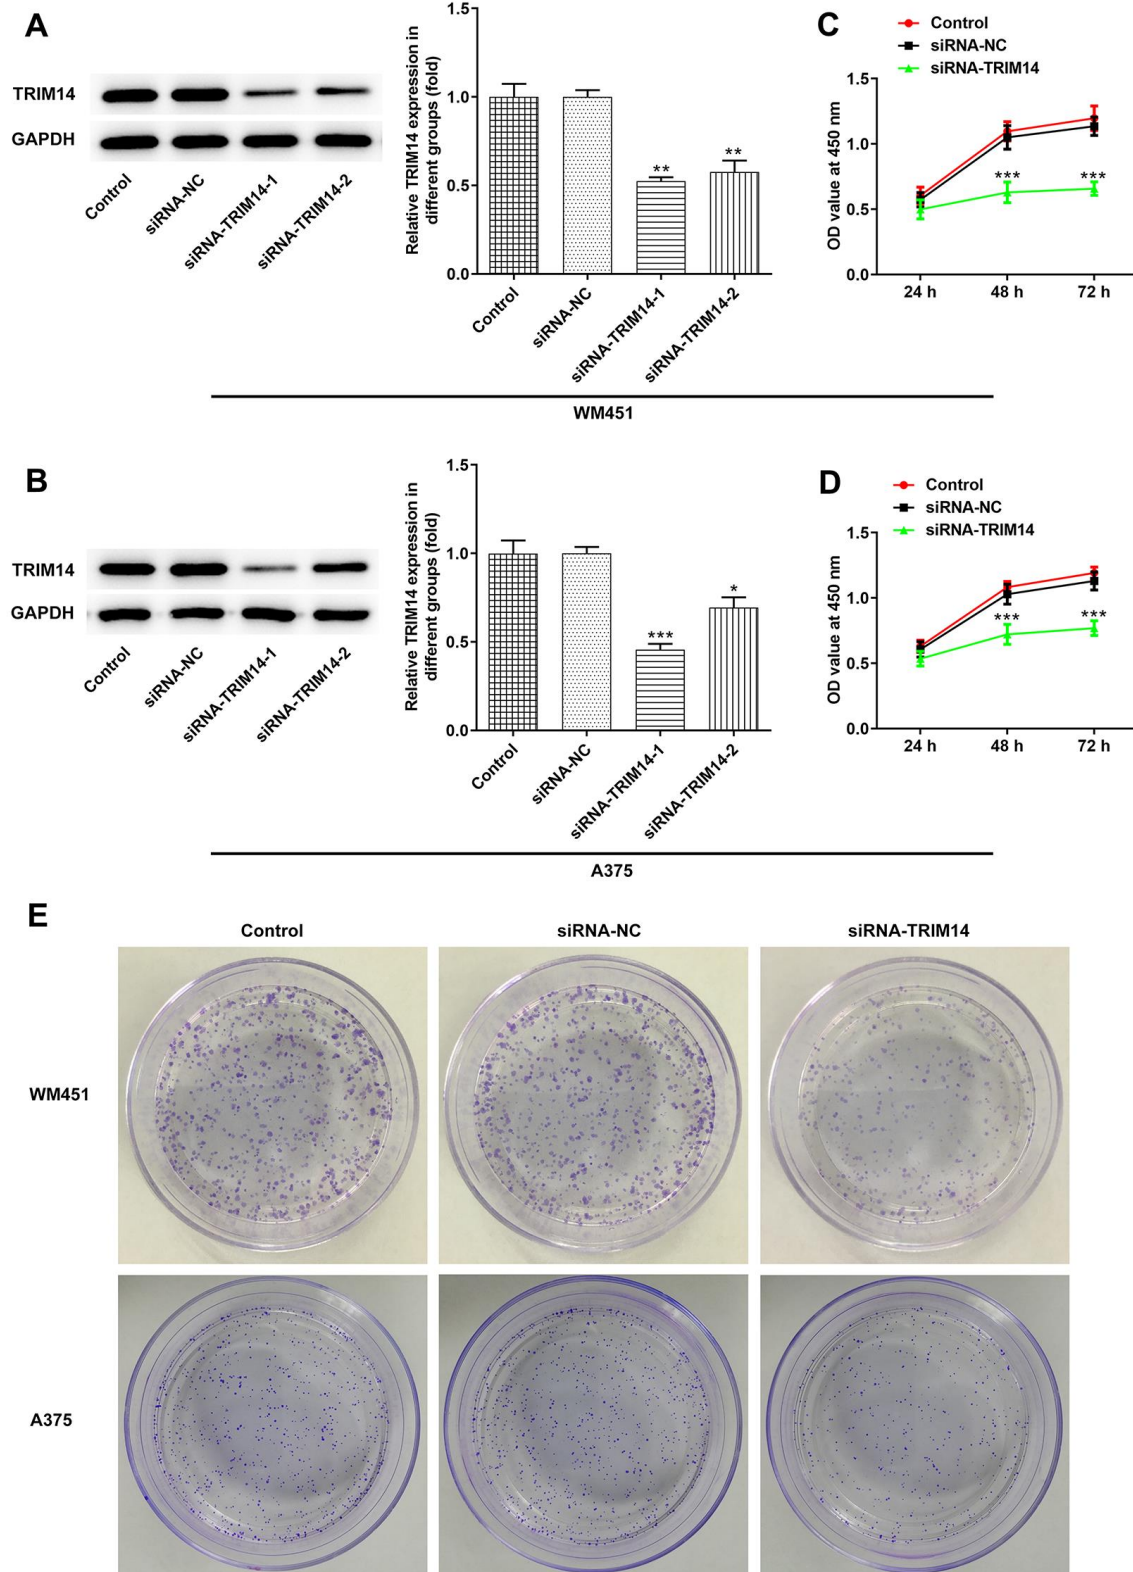 A
TRIM14
GAPDH
Control
siRNA-NC
siRNA-TRIM14-1
siRNA-TRIM14-2
Relative TRIM14 expression in
different groups (fold)
1.5
1.0
0.5
0.0
**
**
Control
siRNA-NC
siRNA-TRIM14-1
siRNA-TRIM14-2
C
Control
siRNA-NC
siRNA-TRIM14
OD value at 450 nm
1.5
1.0
0.5
0.0
***
***
24 h
48 h
72 h
WM451
B
TRIM14
GAPDH
Control
siRNA-NC
siRNA-TRIM14-1
siRNA-TRIM14-2
Relative TRIM14 expression in
different groups (fold)
1.5
1.0
0.5
0.0
***
*
Control
siRNA-NC
siRNA-TRIM14-1
siRNA-TRIM14-2
D
Control
siRNA-NC
siRNA-TRIM14
OD value at 450 nm
1.5
1.0
0.5
0.0
***
***
24 h
48 h
72 h
A375
E
Control
siRNA-NC
siRNA-TRIM14
WM451
A375